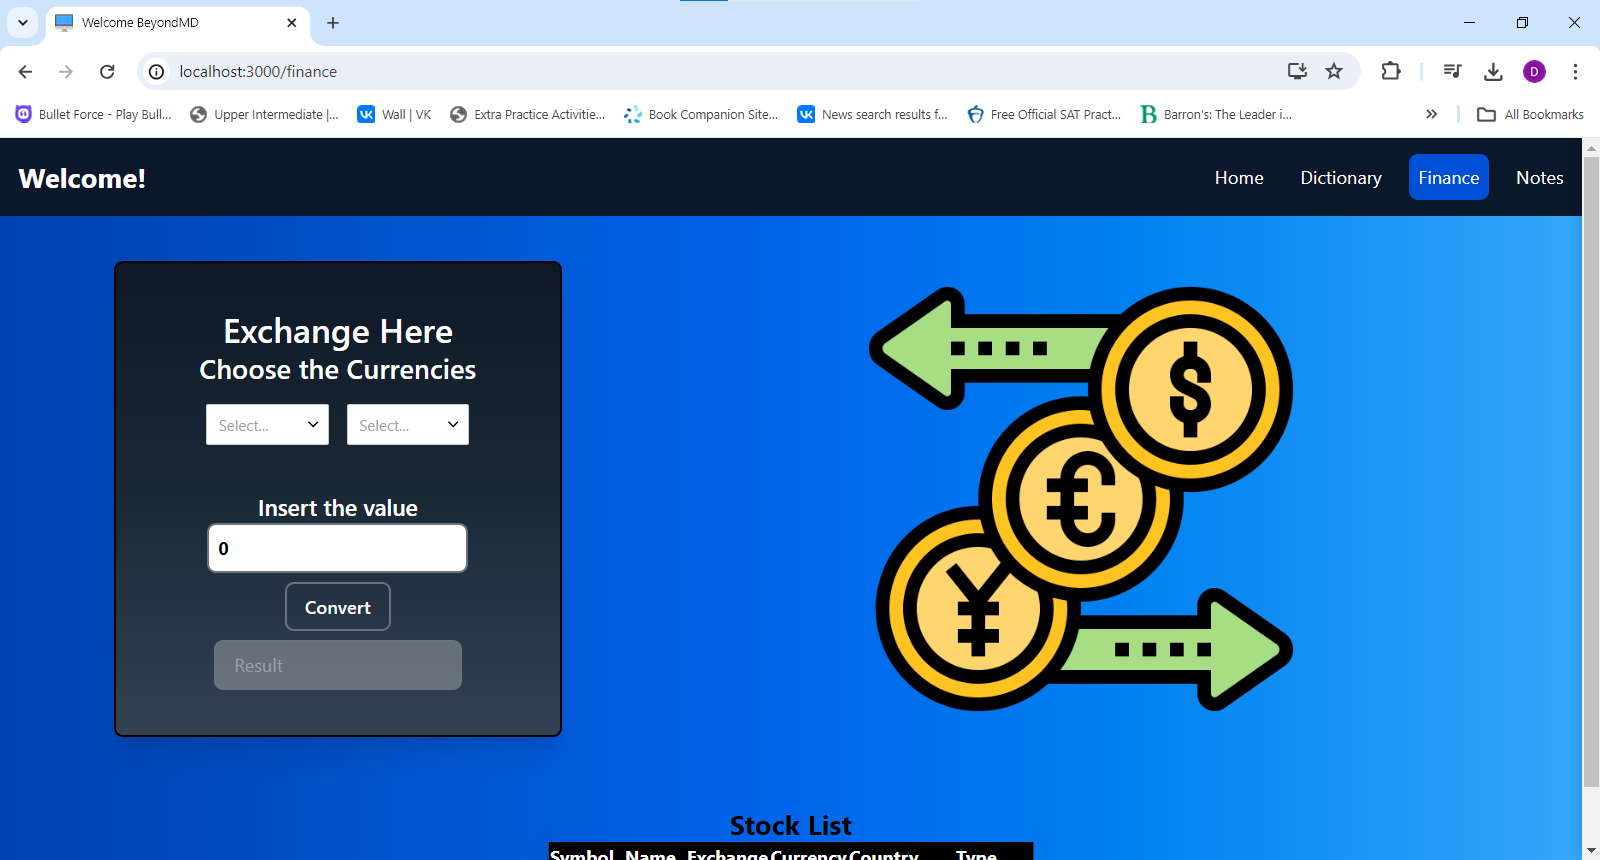 Welcome BeyondMD
localhost:3000/finance
D
Bullet Force - Play Bull...
Upper Intermediate |...
Wall | VK
Extra Practice Activitie...
Book Companion Site...
News search results f...
Free Official SAT Pract...
Barron's: The Leader i...
All Bookmarks
Welcome!
Home
Dictionary
Finance
Notes
Exchange Here
Choose the Currencies
Select...
Select...
Insert the value
0
Convert
Result
$
€
¥
Stock List
Symbol Name Exchange Currency Country Type